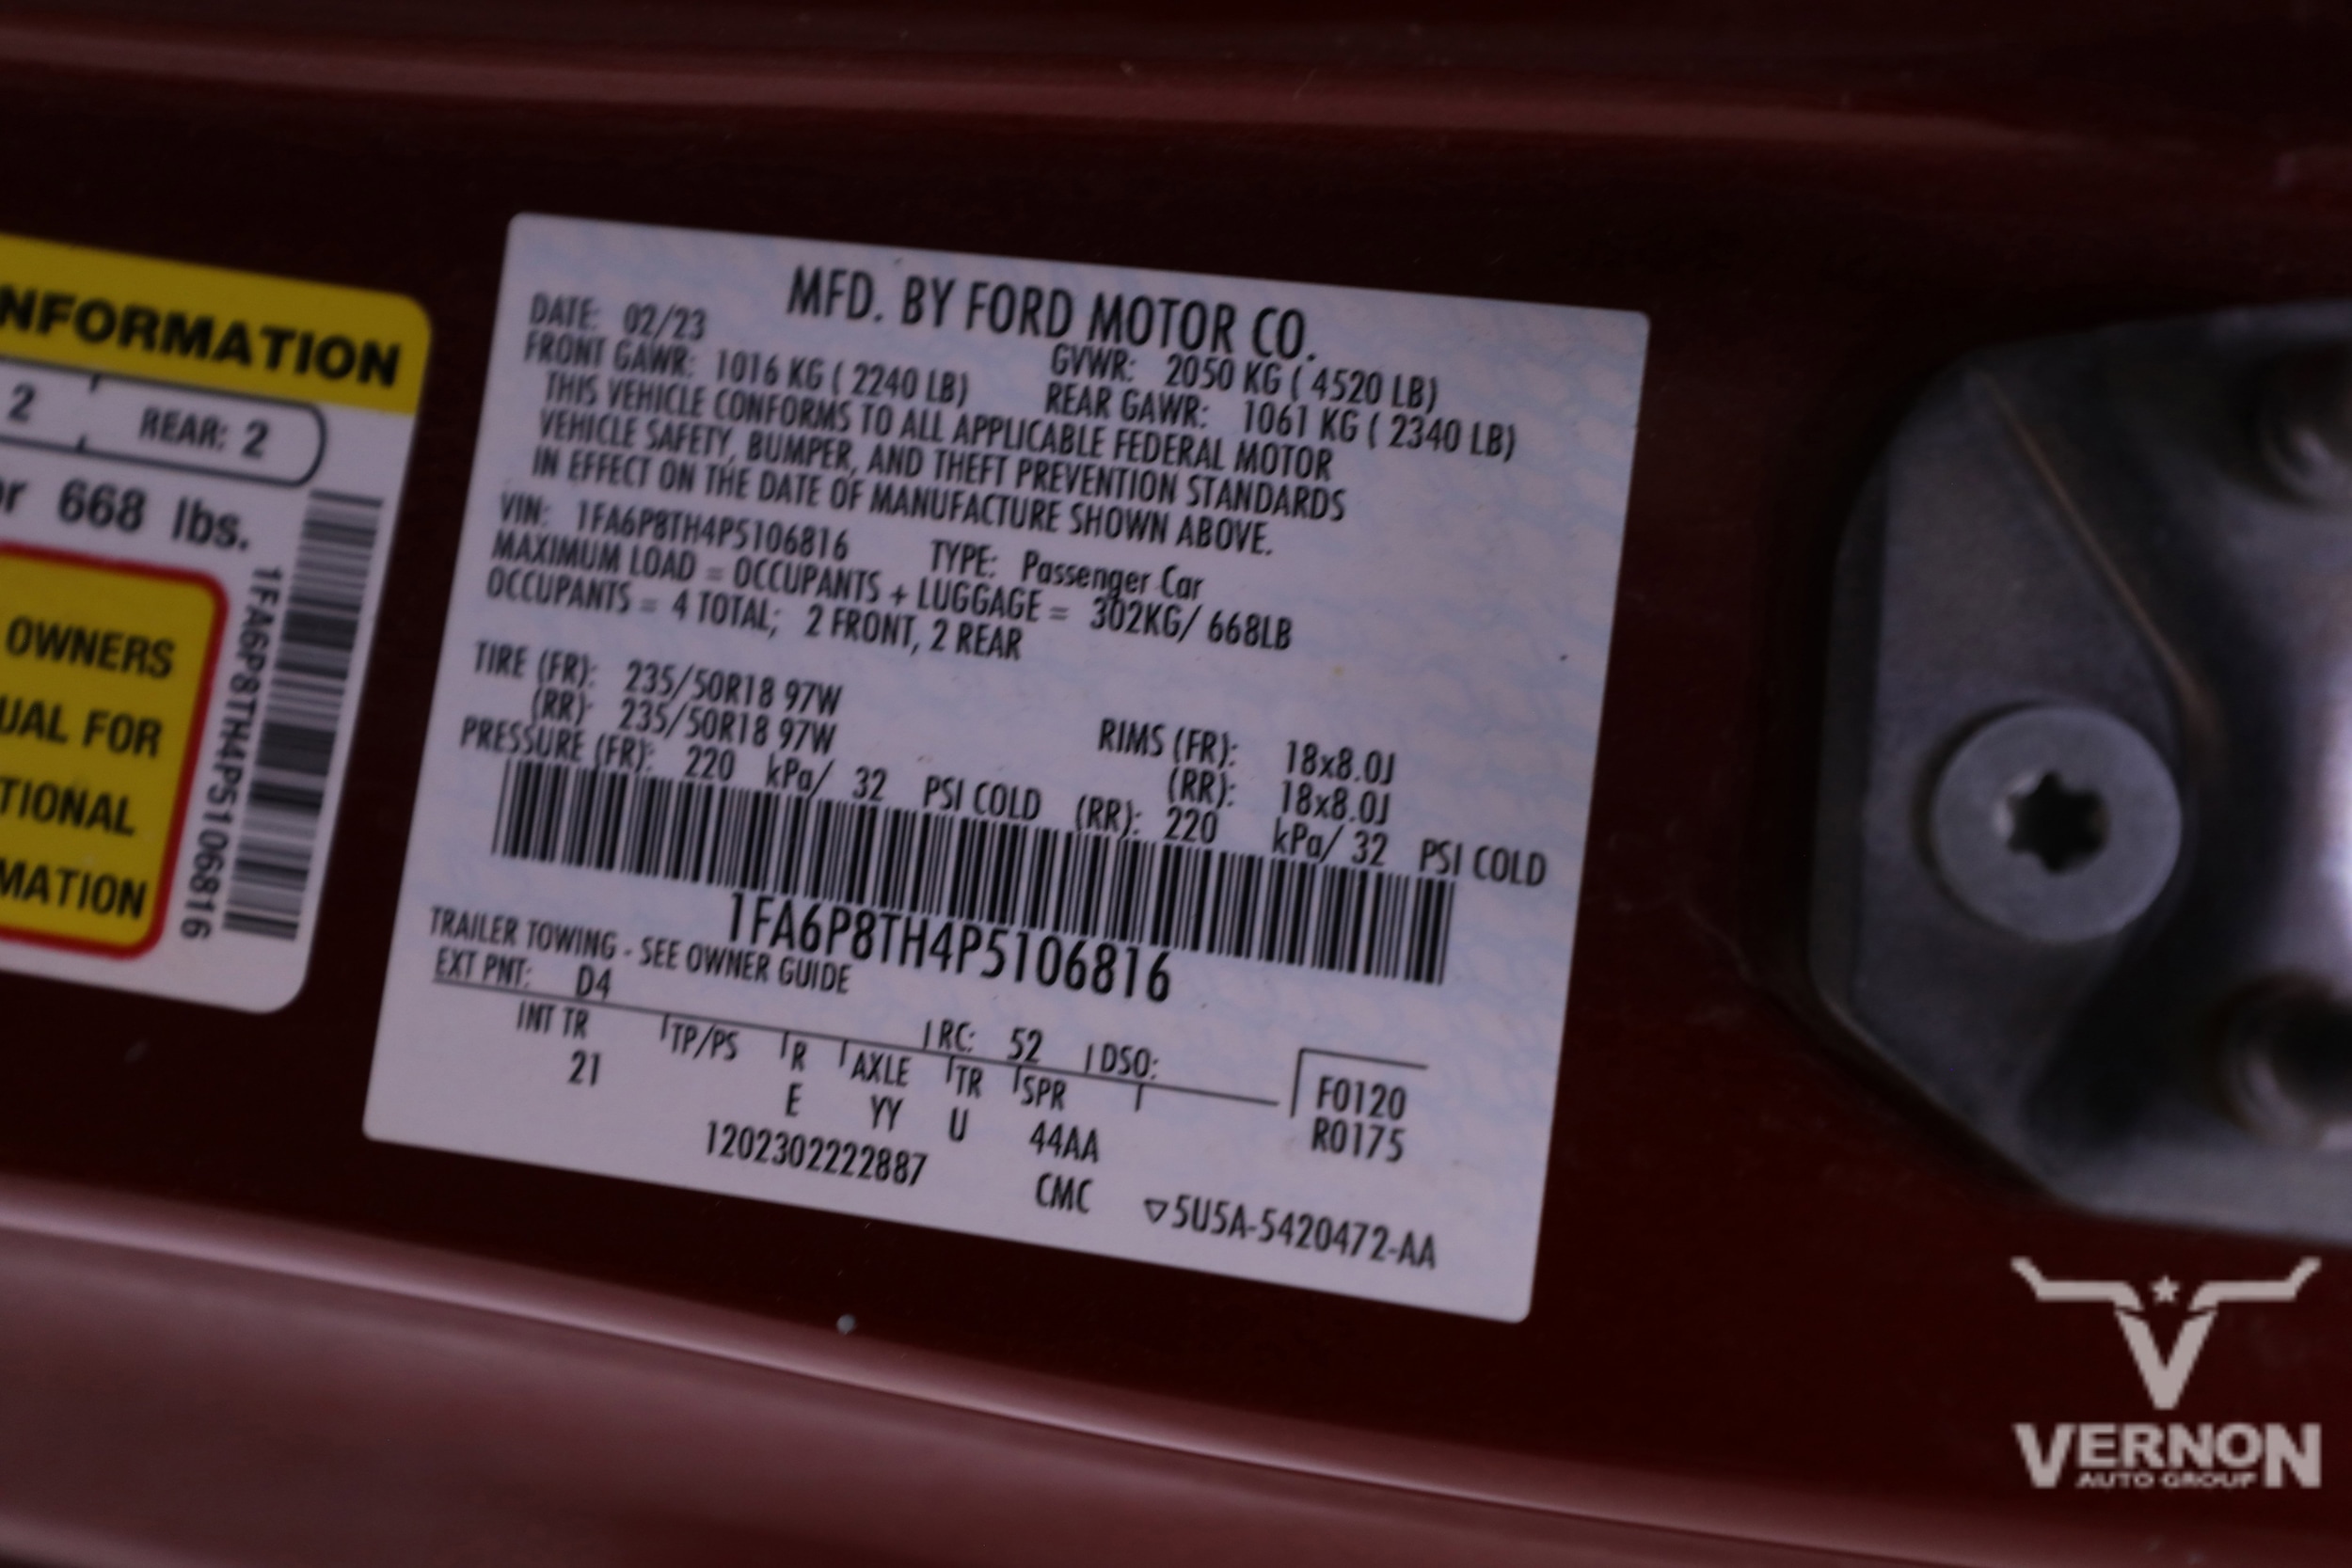 NFORMATION
2 REAR: 2
or 668 lbs.
OWNERS
UAL FOR
TIONAL
MATION
1FA6P8TH4P5106816
MFD. BY FORD MOTOR CO.
DATE: 02/23 GVWR: 2050 KG ( 4520 LB)
FRONT GAWR: 1016 KG ( 2240 LB) REAR GAWR: 1061 KG ( 2340 LB)
THIS VEHICLE CONFORMS TO ALL APPLICABLE FEDERAL MOTOR
VEHICLE SAFETY, BUMPER, AND THEFT PREVENTION STANDARDS
IN EFFECT ON THE DATE OF MANUFACTURE SHOWN ABOVE.
VIN: 1FA6P8TH4P5106816 TYPE: Passenger Car
MAXIMUM LOAD = OCCUPANTS + LUGGAGE = 302KG/ 668LB
OCCUPANTS = 4 TOTAL; 2 FRONT, 2 REAR
TIRE (FR): 235/50R18 97W RIMS (FR): 18x8.0J
(RR): 235/50R18 97W (RR): 18x8.0J
PRESSURE (FR): 220 kPa/ 32 PSI COLD (RR): 220 kPa/ 32 PSI COLD
1FA6P8TH4P5106816
TRAILER TOWING - SEE OWNER GUIDE
EXT PNT: D4 RC: 52 DSO: F0120
INT TR TP/PS R AXLE TR SPR R0175
21 E YY U 44AA
1202302222887 CMC ▽5U5A-5420472-AA
VERNON
AUTO GROUP